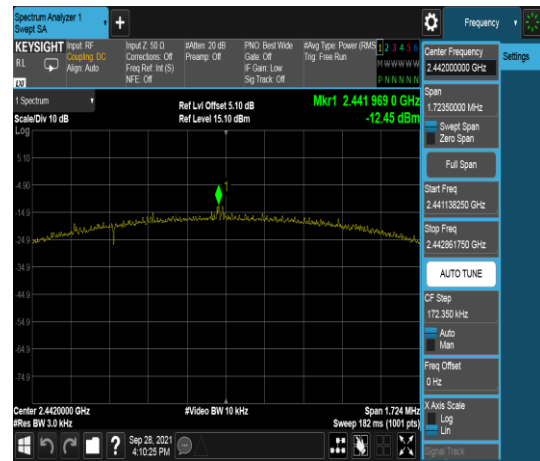 Spectrum Analyzer 1
Swept SA
+
Frequency
KEYSIGHT
RL
LXI
Input: RF
Coupling: DC
Align: Auto
Input Z: 50 Ω
Corrections: Off
Freq Ref: Int (S)
NFE: Off
#Atten: 20 dB
Preamp: Off
PNO: Best Wide
Gate: Off
IF Gain: Low
Sig Track: Off
#Avg Type: Power (RMS
Trig: Free Run
1 2 3 4 5 6
M W W W W W
P N N N N N
Center Frequency
2.442000000 GHz
Settings
Span
1.72350000 MHz
Swept Span
Zero Span
Full Span
Start Freq
2.441138250 GHz
Stop Freq
2.442861750 GHz
AUTO TUNE
CF Step
172.350 kHz
Auto
Man
Freq Offset
0 Hz
X Axis Scale
Log
Lin
Signal Track
1 Spectrum
Scale/Div 10 dB
Ref Lvl Offset 5.10 dB
Ref Level 15.10 dBm
Mkr1 2.441 969 0 GHz
-12.45 dBm
Log
5.10
-4.90
1
-14.9
-24.9
-34.9
-44.9
-54.9
-64.9
-74.9
Center 2.4420000 GHz
#Res BW 3.0 kHz
#Video BW 10 kHz
Span 1.724 MHz
Sweep 182 ms (1001 pts)
?
Sep 28, 2021
4:10:25 PM